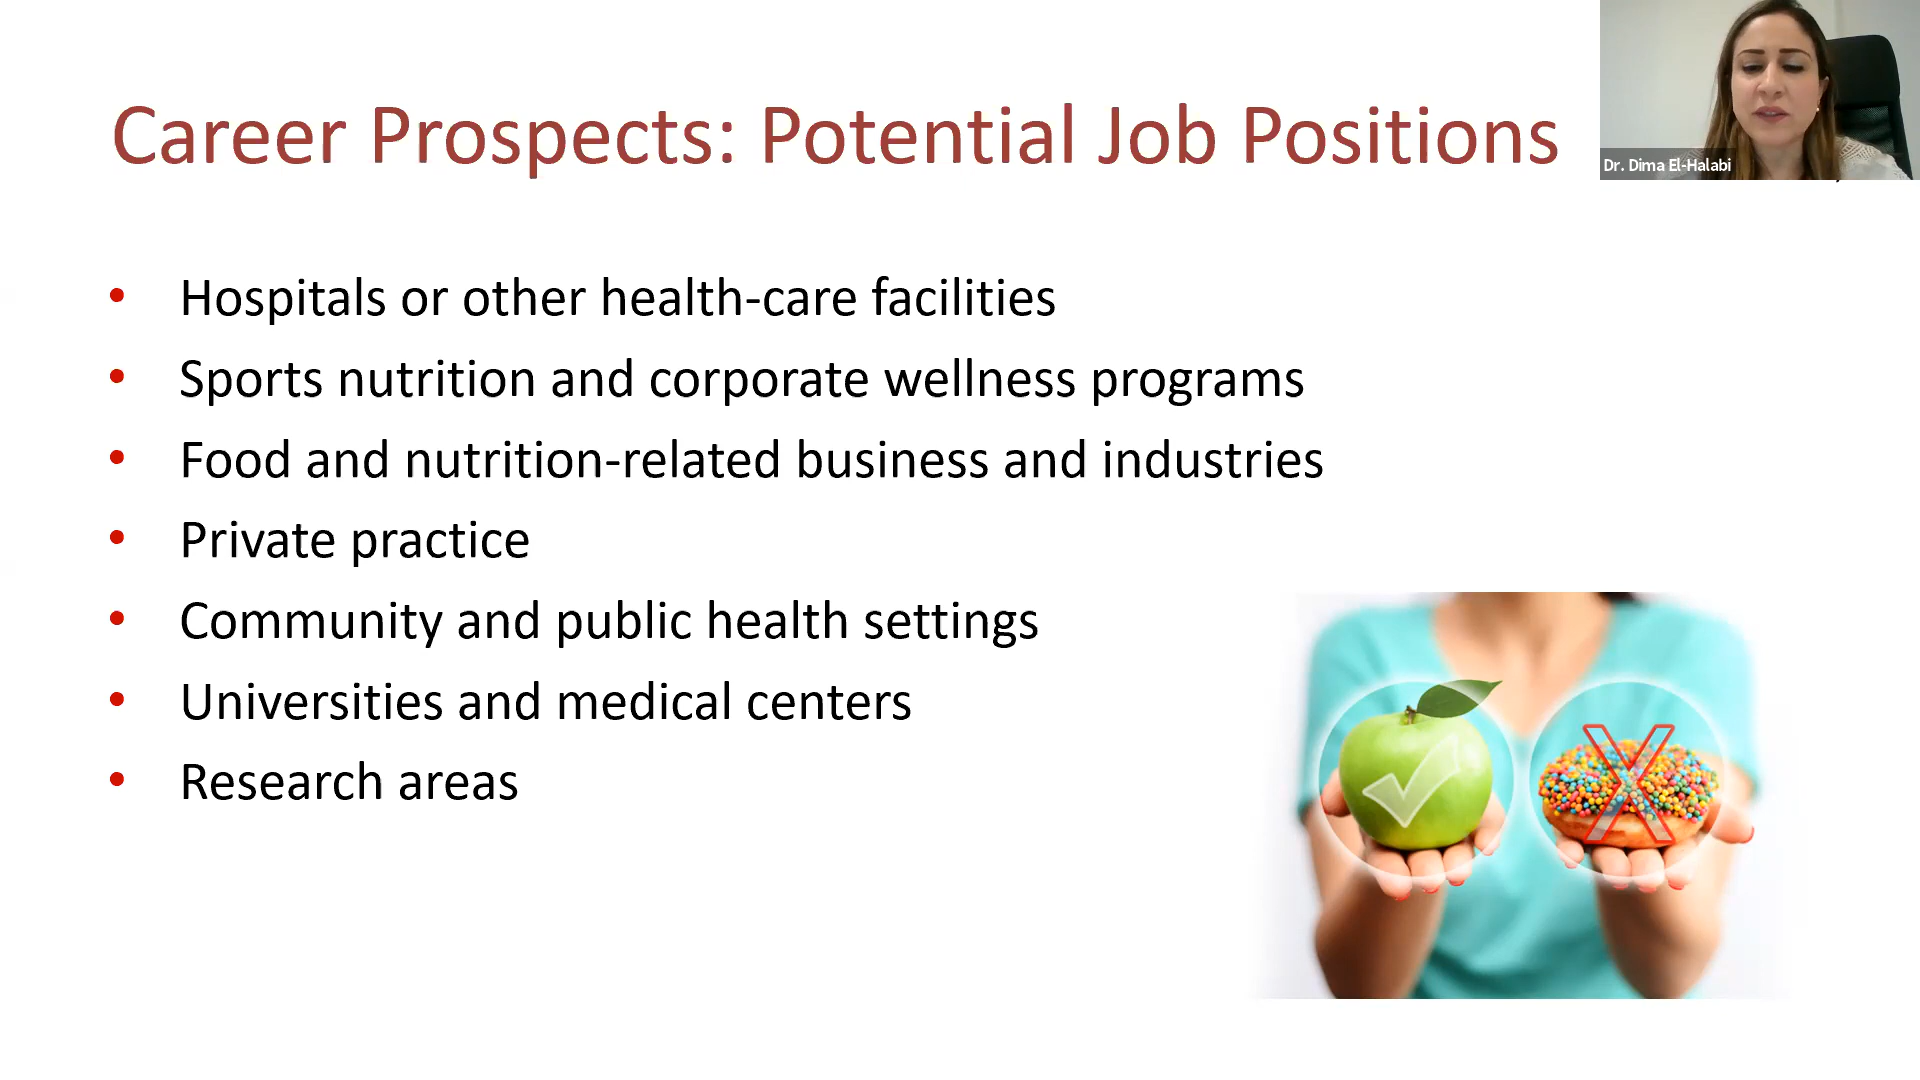 Career Prospects: Potential Job Positions
Dr. Dima El-Halabi
• Hospitals or other health-care facilities
• Sports nutrition and corporate wellness programs
• Food and nutrition-related business and industries
• Private practice
• Community and public health settings
• Universities and medical centers
• Research areas
X